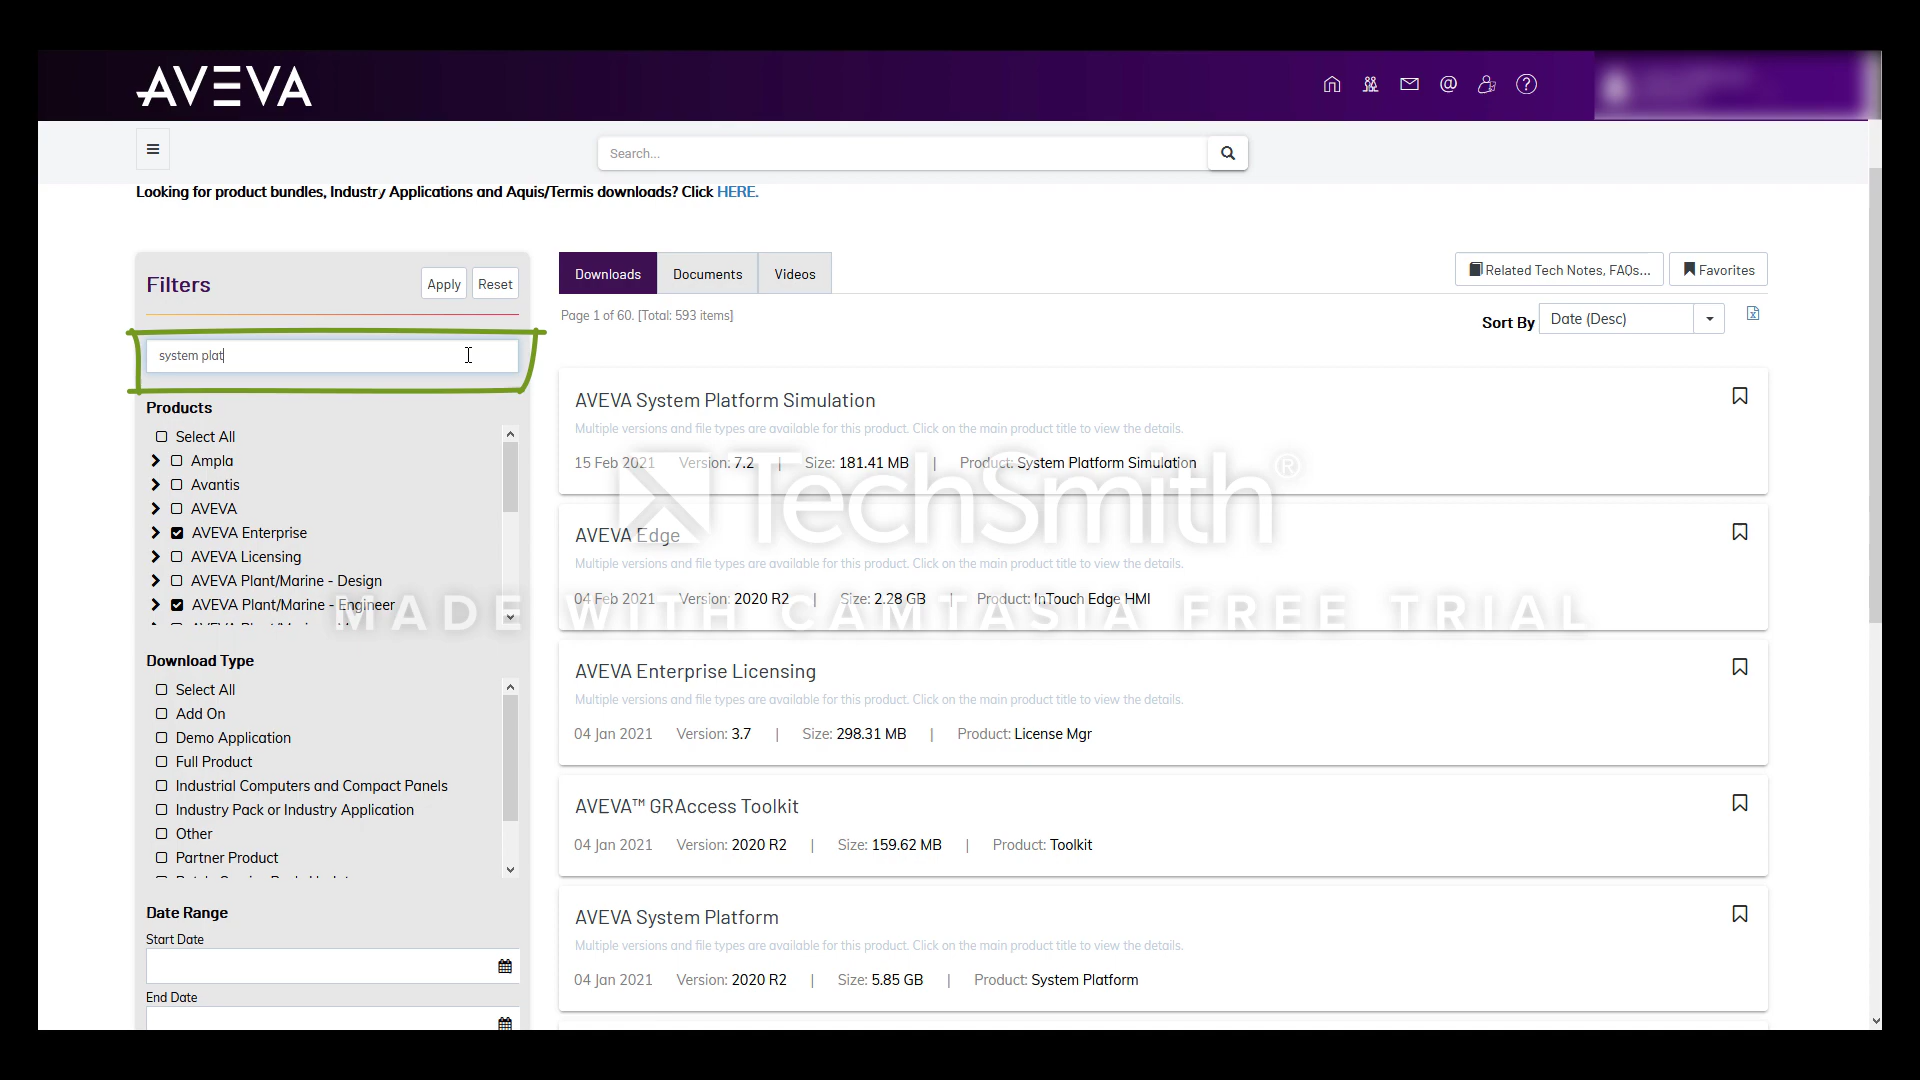 AVEVA
Search...
Looking for product bundles, Industry Applications and Aquis/Termis downloads? Click HERE.
Filters
Apply
Reset
system plat
Products
Select All
Ampla
Avantis
AVEVA
AVEVA Enterprise
AVEVA Licensing
AVEVA Plant/Marine - Design
AVEVA Plant/Marine - Engineer
Download Type
Select All
Add On
Demo Application
Full Product
Industrial Computers and Compact Panels
Industry Pack or Industry Application
Other
Partner Product
Date Range
Start Date
End Date
Downloads
Documents
Videos
Related Tech Notes, FAQs...
Favorites
Page 1 of 60. [Total: 593 items]
Sort By
Date (Desc)
AVEVA System Platform Simulation
Multiple versions and file types are available for this product. Click on the main product title to view the details.
15 Feb 2021 Version: 7.2 | Size: 181.41 MB | Product: System Platform Simulation
AVEVA Edge
Multiple versions and file types are available for this product. Click on the main product title to view the details.
04 Feb 2021 Version: 2020 R2 | Size: 2.28 GB | Product: InTouch Edge HMI
AVEVA Enterprise Licensing
Multiple versions and file types are available for this product. Click on the main product title to view the details.
04 Jan 2021 Version: 3.7 | Size: 298.31 MB | Product: License Mgr
AVEVA™ GRAccess Toolkit
04 Jan 2021 Version: 2020 R2 | Size: 159.62 MB | Product: Toolkit
AVEVA System Platform
Multiple versions and file types are available for this product. Click on the main product title to view the details.
04 Jan 2021 Version: 2020 R2 | Size: 5.85 GB | Product: System Platform
TechSmith®
MADE WITH CAMTASIA FREE TRIAL